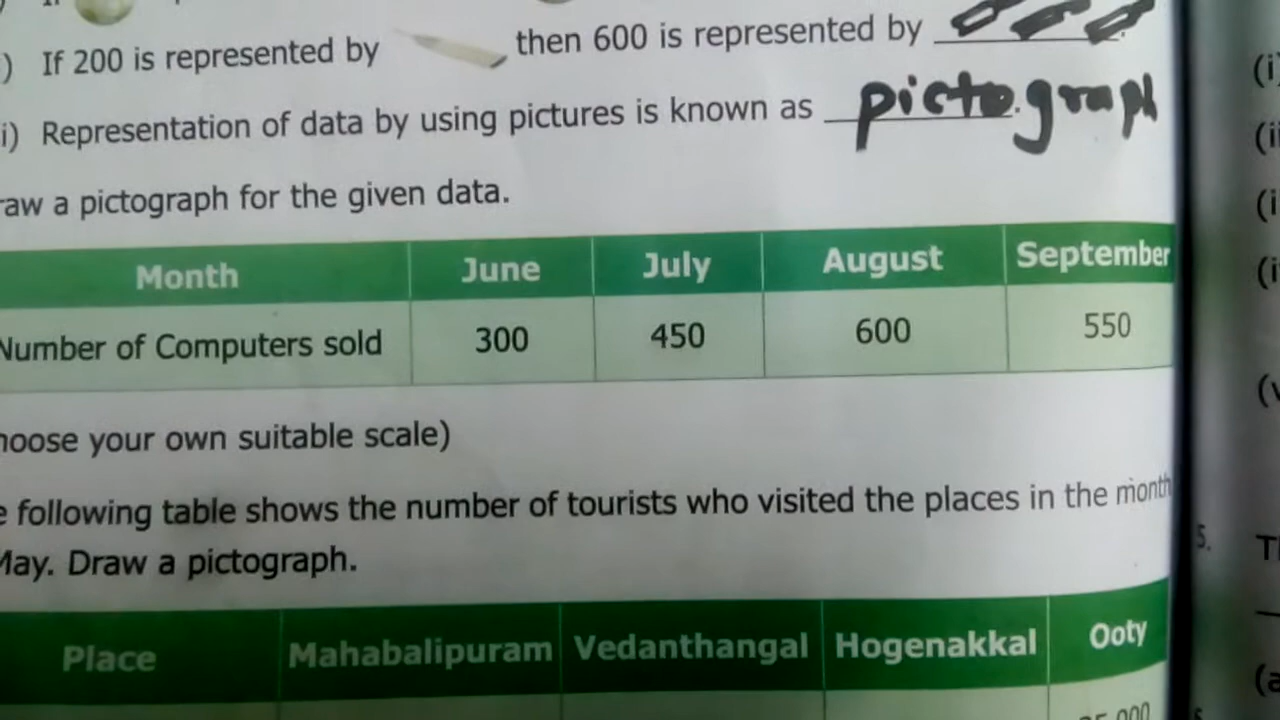 ) If 200 is represented by then 600 is represented by
i) Representation of data by using pictures is known as pictograph
raw a pictograph for the given data.
Month June July August September
Number of Computers sold 300 450 600 550
hoose your own suitable scale)
e following table shows the number of tourists who visited the places in the month
May. Draw a pictograph.
Place Mahabalipuram Vedanthangal Hogenakkal Ooty
(i)
(ii
(i
(i
(v
5. T
(a